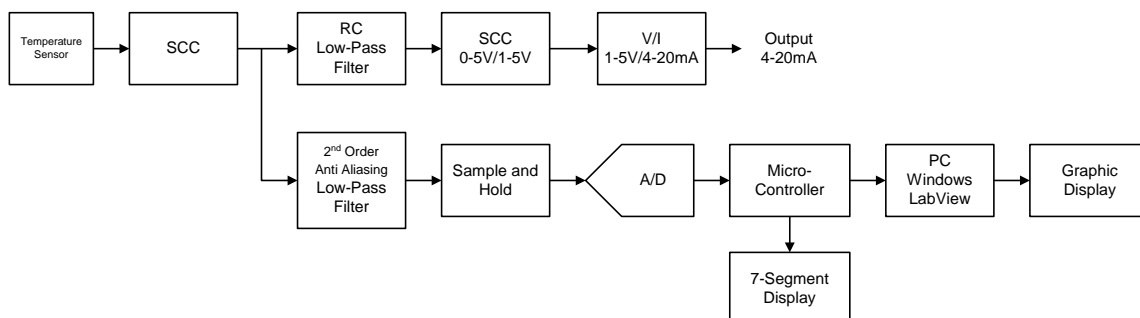 Temperature
Sensor
SCC
RC
Low-Pass
Filter
SCC
0-5V/1-5V
V/I
1-5V/4-20mA
Output
4-20mA
2nd Order
Anti Aliasing
Low-Pass
Filter
Sample and
Hold
A/D
Micro-
Controller
PC
Windows
LabView
Graphic
Display
7-Segment
Display